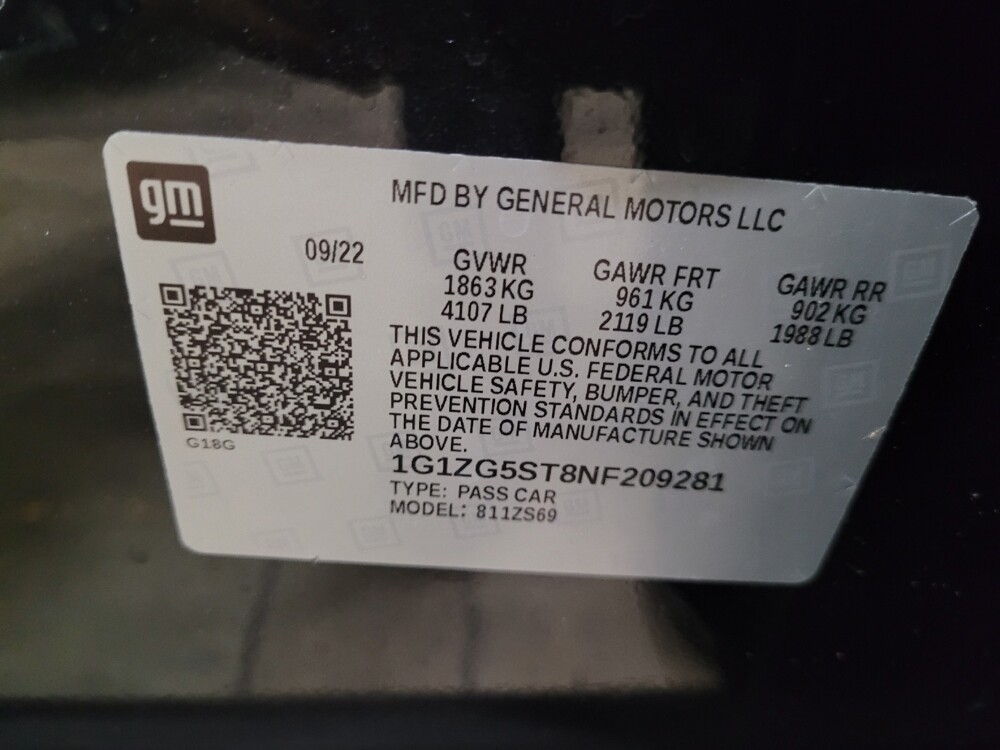 gm
MFD BY GENERAL MOTORS LLC
09/22
GVWR GAWR FRT GAWR RR
1863 KG 961 KG 902 KG
4107 LB 2119 LB 1988 LB
THIS VEHICLE CONFORMS TO ALL
APPLICABLE U.S. FEDERAL MOTOR
VEHICLE SAFETY, BUMPER, AND THEFT
PREVENTION STANDARDS IN EFFECT ON
THE DATE OF MANUFACTURE SHOWN
ABOVE.
G18G
1G1ZG5ST8NF209281
TYPE: PASS CAR
MODEL: 811ZS69